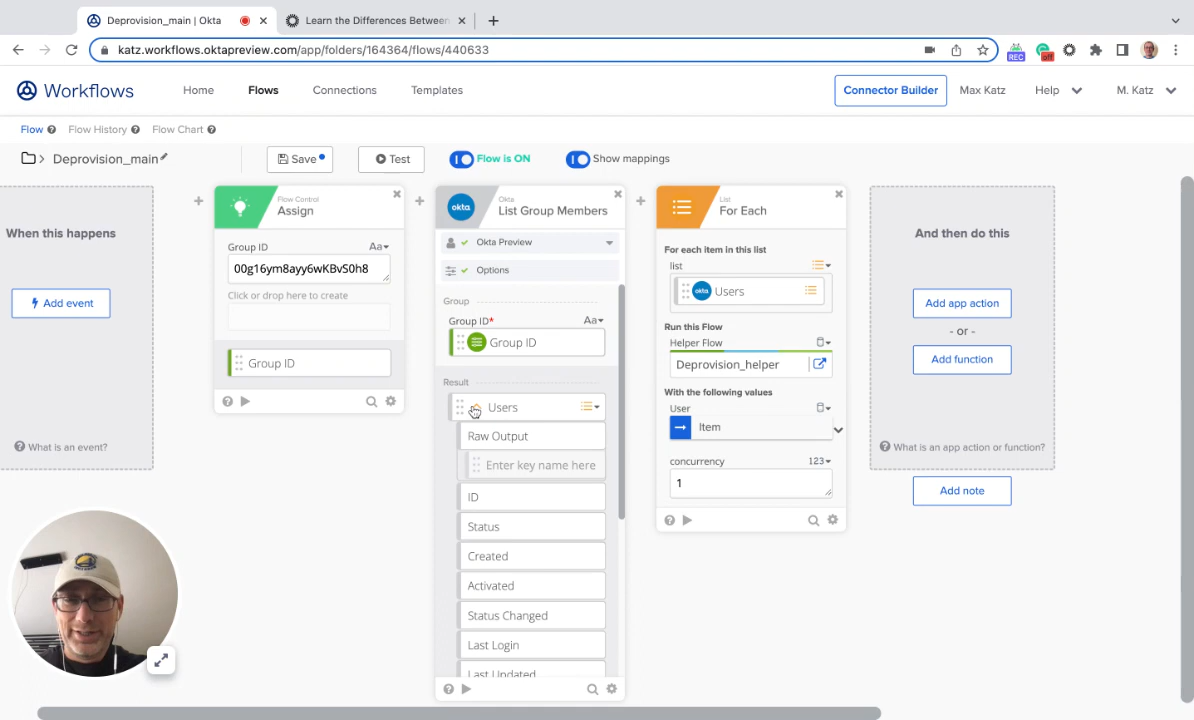 Deprovision_main | Okta
Learn the Differences Between
katz.workflows.oktapreview.com/app/folders/164364/flows/440633
REC
off
Workflows
Home
Flows
Connections
Templates
Connector Builder
Max Katz
Help
M. Katz
Flow
Flow History
Flow Chart
Deprovision_main
Save
Test
Flow is ON
Show mappings
When this happens
Add event
What is an event?
Flow Control
Assign
Group ID
Aa
00g16ym8ayy6wKBvS0h8
Click or drop here to create
Group ID
okta
Okta
List Group Members
Okta Preview
Options
Group
Group ID*
Aa
Group ID
Result
Users
Raw Output
Enter key name here
ID
Status
Created
Activated
Status Changed
Last Login
Last Updated
List
For Each
For each item in this list
list
okta
Users
Run this Flow
Helper Flow
Deprovision_helper
With the following values
User
Item
concurrency
123
1
And then do this
Add app action
- or -
Add function
What is an app action or function?
Add note